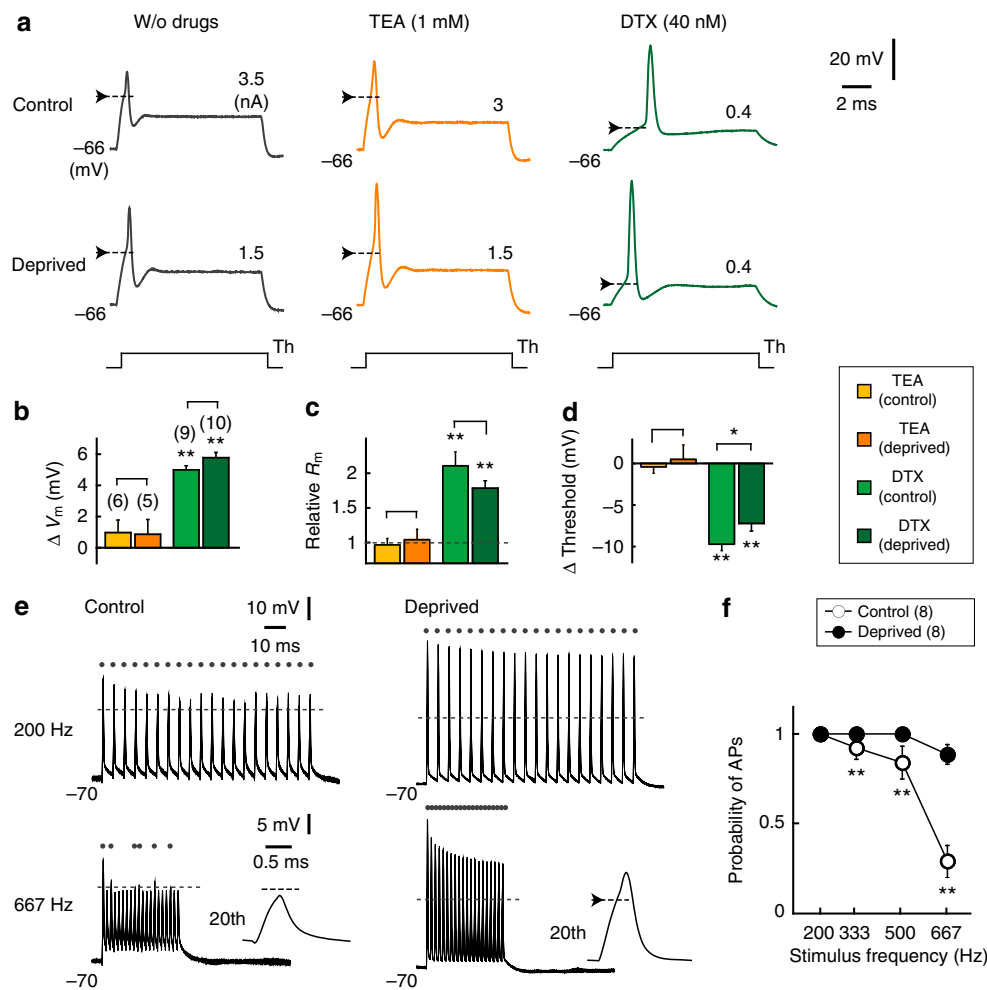 a
W/o drugs
TEA (1 mM)
DTX (40 nM)
20 mV
2 ms
Control
3.5
(nA)
3
0.4
–66
(mV)
–66
–66
Deprived
1.5
1.5
0.4
–66
–66
–66
Th
Th
Th
b
Δ Vm (mV)
6
4
2
0
(6)
(5)
(9)
**
(10)
**
c
Relative Rm
2
1.5
1
**
**
d
Δ Threshold (mV)
0
–5
–10
*
**
**
TEA
(control)
TEA
(deprived)
DTX
(control)
DTX
(deprived)
e
Control
10 mV
10 ms
Deprived
200 Hz
–70
–70
5 mV
0.5 ms
667 Hz
20th
20th
–70
–70
f
Control (8)
Deprived (8)
Probability of APs
1
0.5
0
**
**
**
200 333 500 667
Stimulus frequency (Hz)